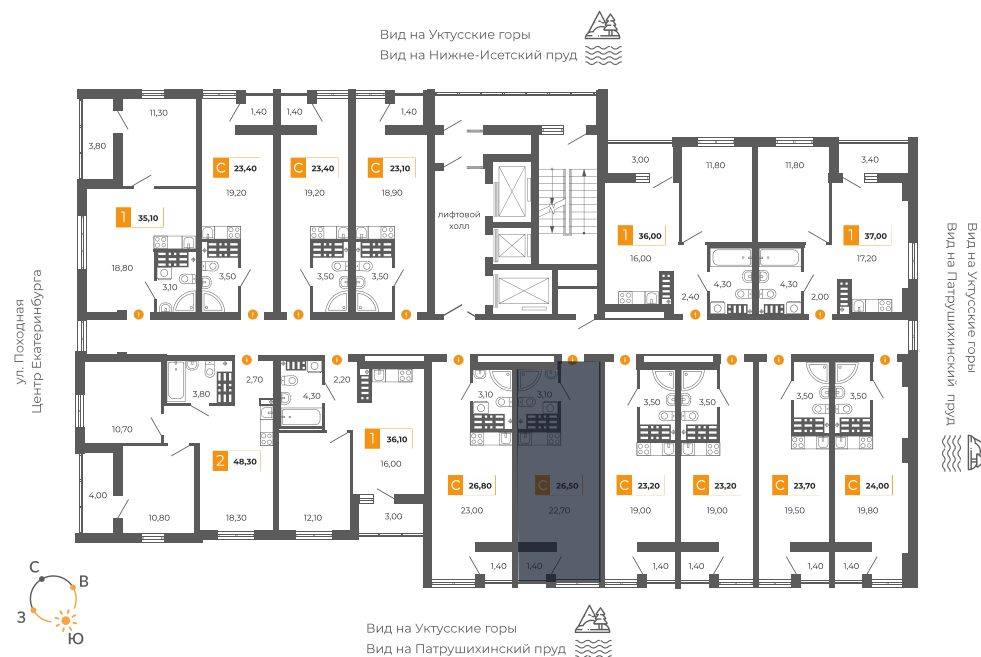 Вид на Уктусские горы
Вид на Нижне-Исетский пруд
11,30
3,80
1,40
1,40
1,40
С 23,40
19,20
С 23,40
19,20
С 23,10
18,90
1 35,10
18,80
3,10
3,50
3,50
3,50
лифтовой
холл
3,00
11,80
11,80
3,40
1 36,00
16,00
1 37,00
17,20
2,40
4,30
4,30
2,00
ул. Походная
Центр Екатеринбурга
Вид на Уктусские горы
Вид на Патрушихинский пруд
2,70
3,80
10,70
4,30
2,20
1 36,10
16,00
2 48,30
4,00
10,80
18,30
12,10
3,00
3,10
3,10
3,50
3,50
3,50
3,50
С 26,80
23,00
С 26,50
22,70
С 23,20
19,00
С 23,20
19,00
С 23,70
19,50
С 24,00
19,80
1,40
1,40
1,40
1,40
1,40
1,40
С
В
З
Ю
Вид на Уктусские горы
Вид на Патрушихинский пруд